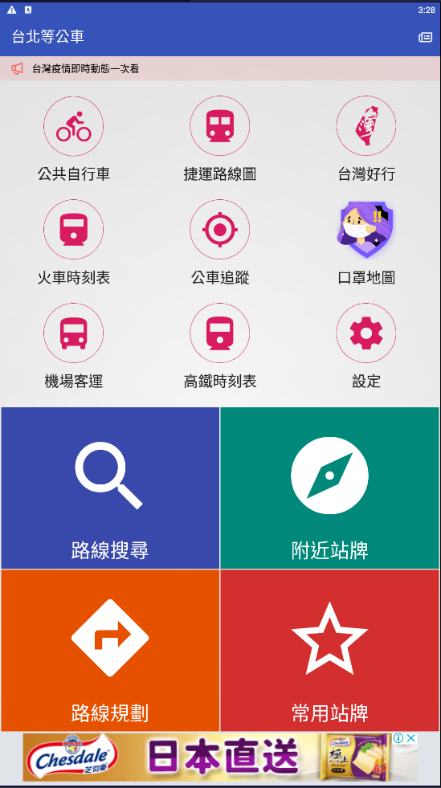 3:28
台北等公車
台灣疫情即時動態一次看
公共自行車
捷運路線圖
台灣好行
火車時刻表
公車追蹤
口罩地圖
機場客運
高鐵時刻表
設定
路線搜尋
附近站牌
路線規劃
常用站牌
Chesdale
芝司樂
日本直送